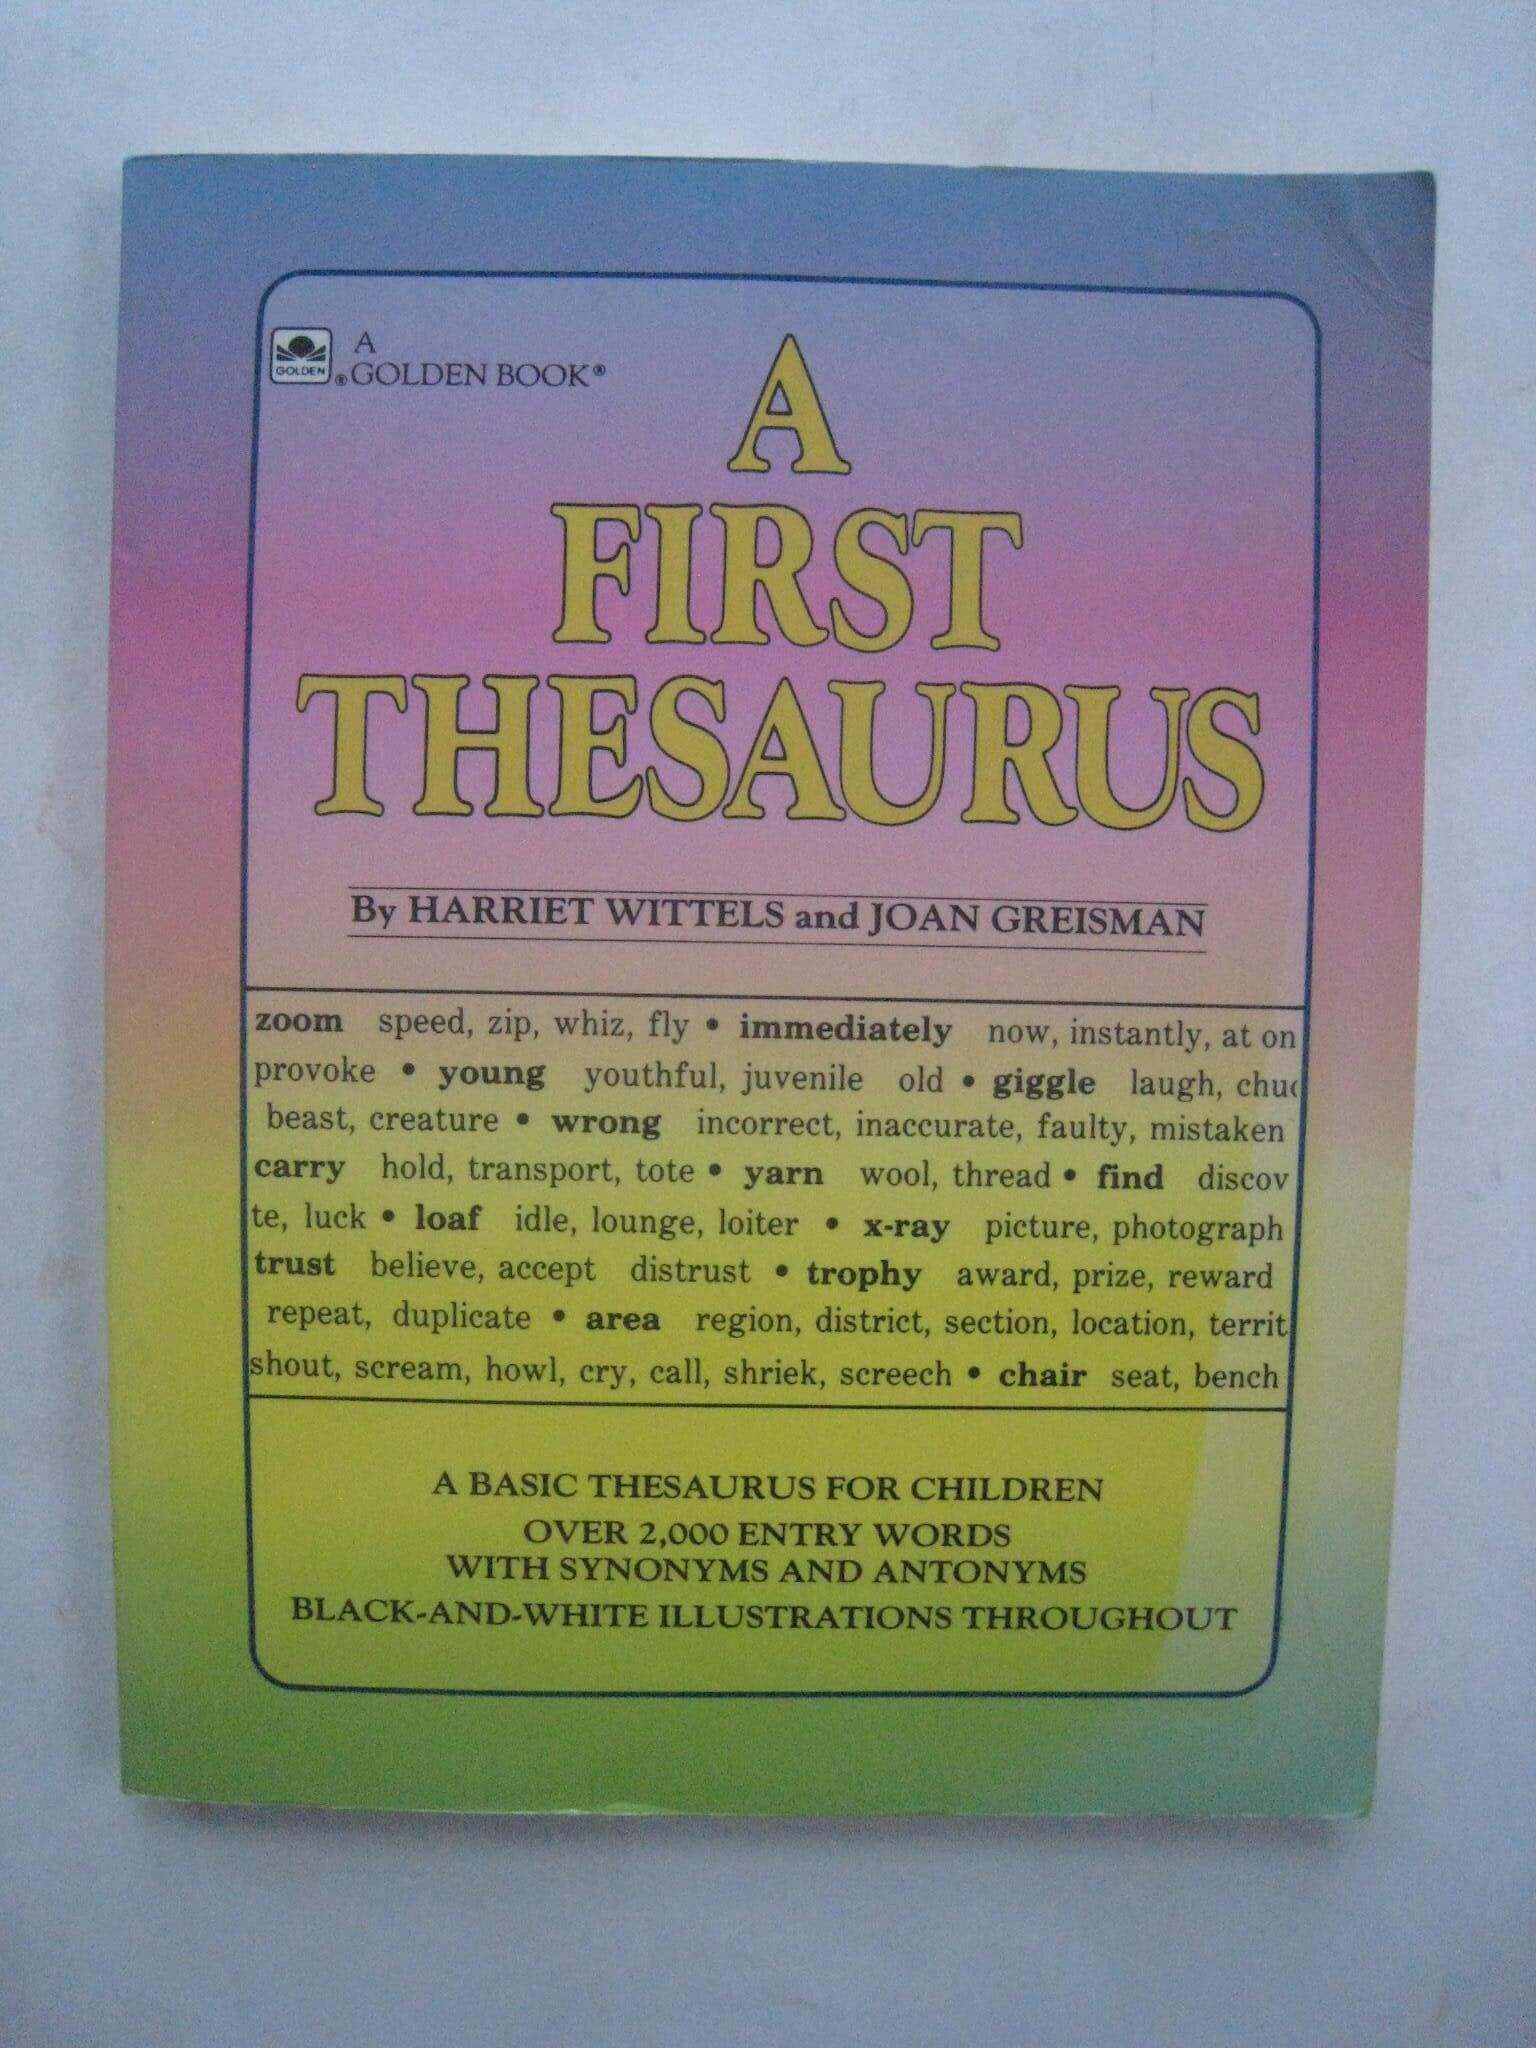 A
GOLDEN BOOK®
GOLDEN ®
A
FIRST
THESAURUS
By HARRIET WITTELS and JOAN GREISMAN
zoom speed, zip, whiz, fly • immediately now, instantly, at on
provoke • young youthful, juvenile old • giggle laugh, chuc
beast, creature • wrong incorrect, inaccurate, faulty, mistaken
carry hold, transport, tote • yarn wool, thread • find discov
te, luck • loaf idle, lounge, loiter • x-ray picture, photograph
trust believe, accept distrust • trophy award, prize, reward
repeat, duplicate • area region, district, section, location, territ
shout, scream, howl, cry, call, shriek, screech • chair seat, bench
A BASIC THESAURUS FOR CHILDREN
OVER 2,000 ENTRY WORDS
WITH SYNONYMS AND ANTONYMS
BLACK-AND-WHITE ILLUSTRATIONS THROUGHOUT